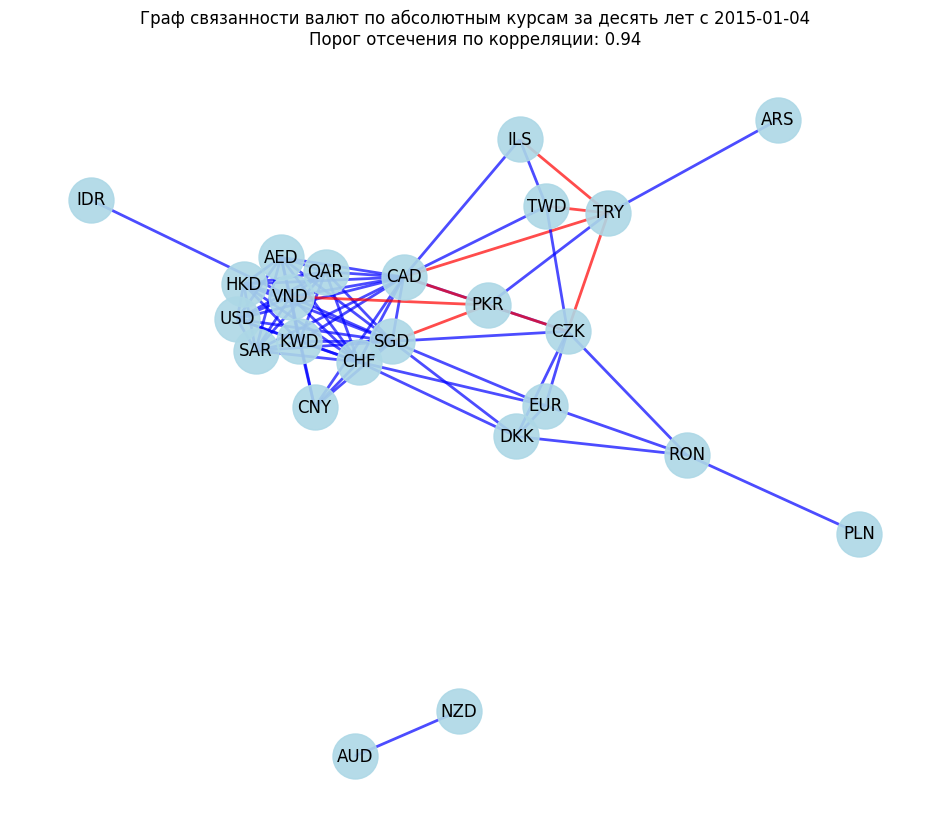 Граф связанности валют по абсолютным курсам за десять лет с 2015-01-04
Порог отсечения по корреляции: 0.94
ARS
ILS
IDR
TWD
TRY
AED
QAR
CAD
HKD
VND
PKR
USD
CZK
KWD
SGD
SAR
CHF
CNY
EUR
DKK
RON
PLN
NZD
AUD